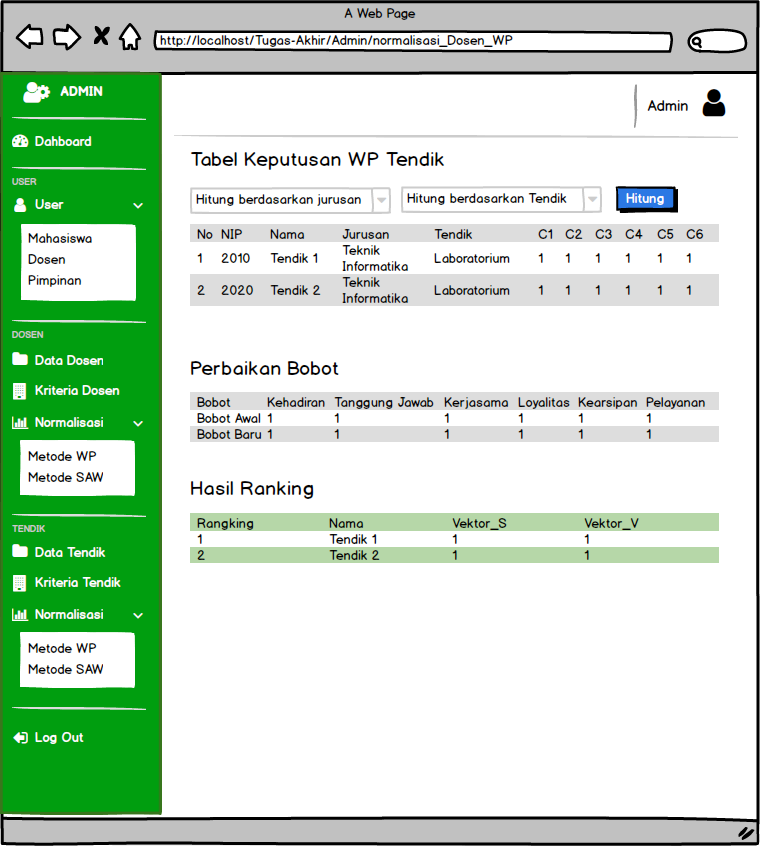 A Web Page
http://localhost/Tugas-Akhir/Admin/normalisasi_Dosen_WP
ADMIN
Dahboard
USER
User
Mahasiswa
Dosen
Pimpinan
DOSEN
Data Dosen
Kriteria Dosen
Normalisasi
Metode WP
Metode SAW
TENDIK
Data Tendik
Kriteria Tendik
Normalisasi
Metode WP
Metode SAW
Log Out
Admin
Tabel Keputusan WP Tendik
Hitung berdasarkan jurusan Hitung berdasarkan Tendik Hitung
No NIP Nama Jurusan Tendik C1 C2 C3 C4 C5 C6
1 2010 Tendik 1 Teknik Informatika Laboratorium 1 1 1 1 1 1
2 2020 Tendik 2 Teknik Informatika Laboratorium 1 1 1 1 1 1
Perbaikan Bobot
Bobot Kehadiran Tanggung Jawab Kerjasama Loyalitas Kearsipan Pelayanan
Bobot Awal 1 1 1 1 1 1
Bobot Baru 1 1 1 1 1 1
Hasil Ranking
Rangking Nama Vektor_S Vektor_V
1 Tendik 1 1 1
2 Tendik 2 1 1